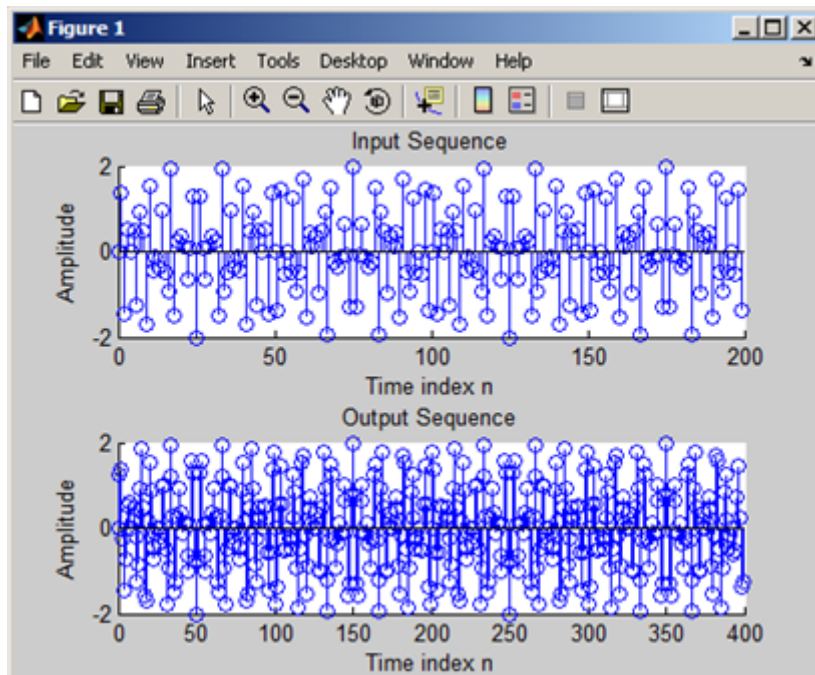 Figure 1
File Edit View Insert Tools Desktop Window Help
Input Sequence
2
0
-2
Amplitude
0 50 100 150 200
Time index n
Output Sequence
2
0
-2
Amplitude
0 50 100 150 200 250 300 350 400
Time index n